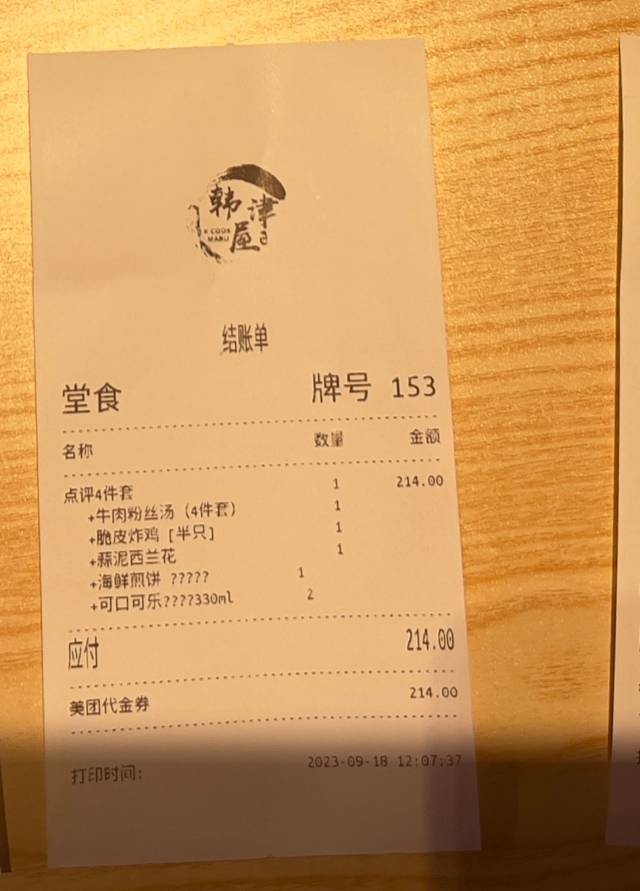 韩津屋
K COOK
MARU
结账单
堂食 牌号 153
名称 数量 金额
点评4件套 1 214.00
+牛肉粉丝汤 (4件套) 1
+脆皮炸鸡 [半只] 1
+蒜泥西兰花 1
+海鲜煎饼 ????? 1
+可口可乐????330ml 2
应付 214.00
美团代金券 214.00
打印时间: 2023-09-18 12:07:37